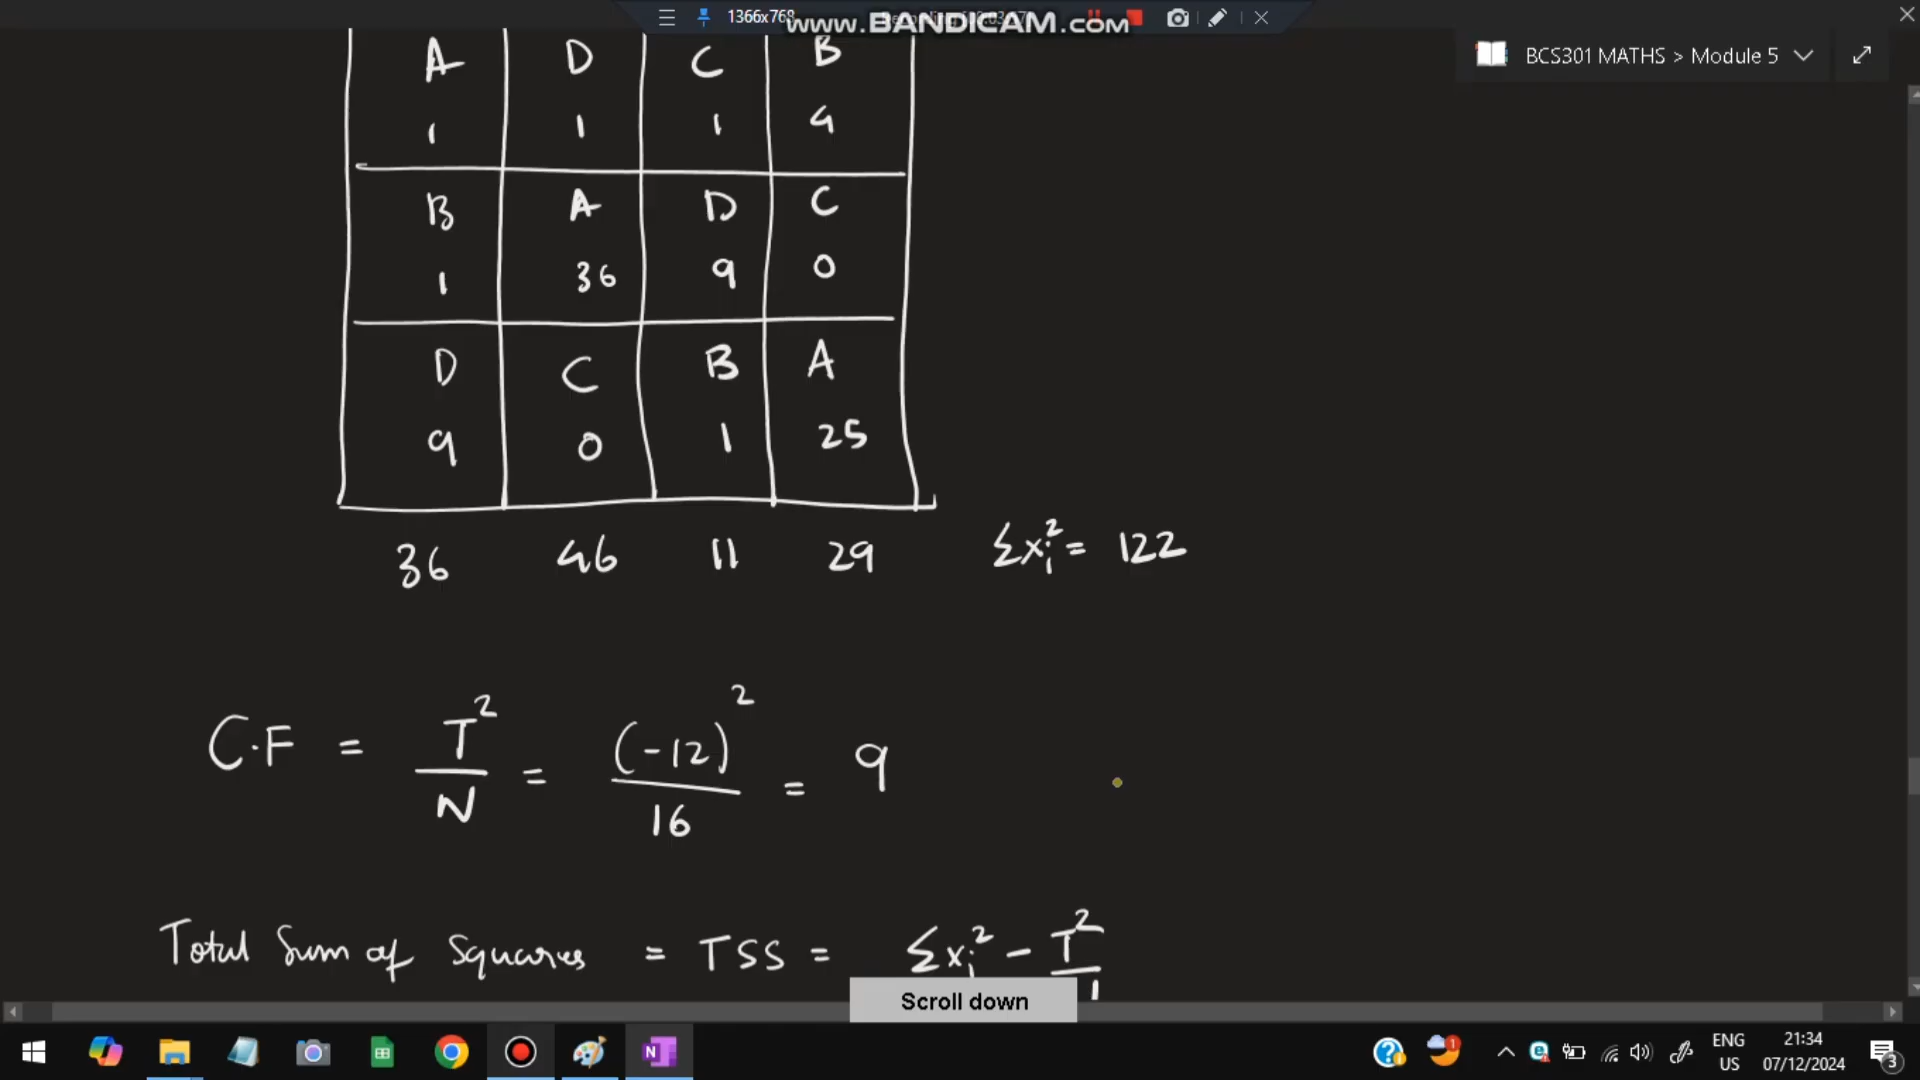 1366x768
www.BANDICAM.com
BCS301 MATHS > Module 5
A D C B
1 1 1 4
B A D C
1 36 9 0
D C B A
9 0 1 25
36 46 11 29 Σxi² = 122
C.F = T²/N = (-12)²/16 = 9
Total Sum of Squares = TSS = Σxi² - T²
Scroll down
ENG 21:34
US 07/12/2024
3